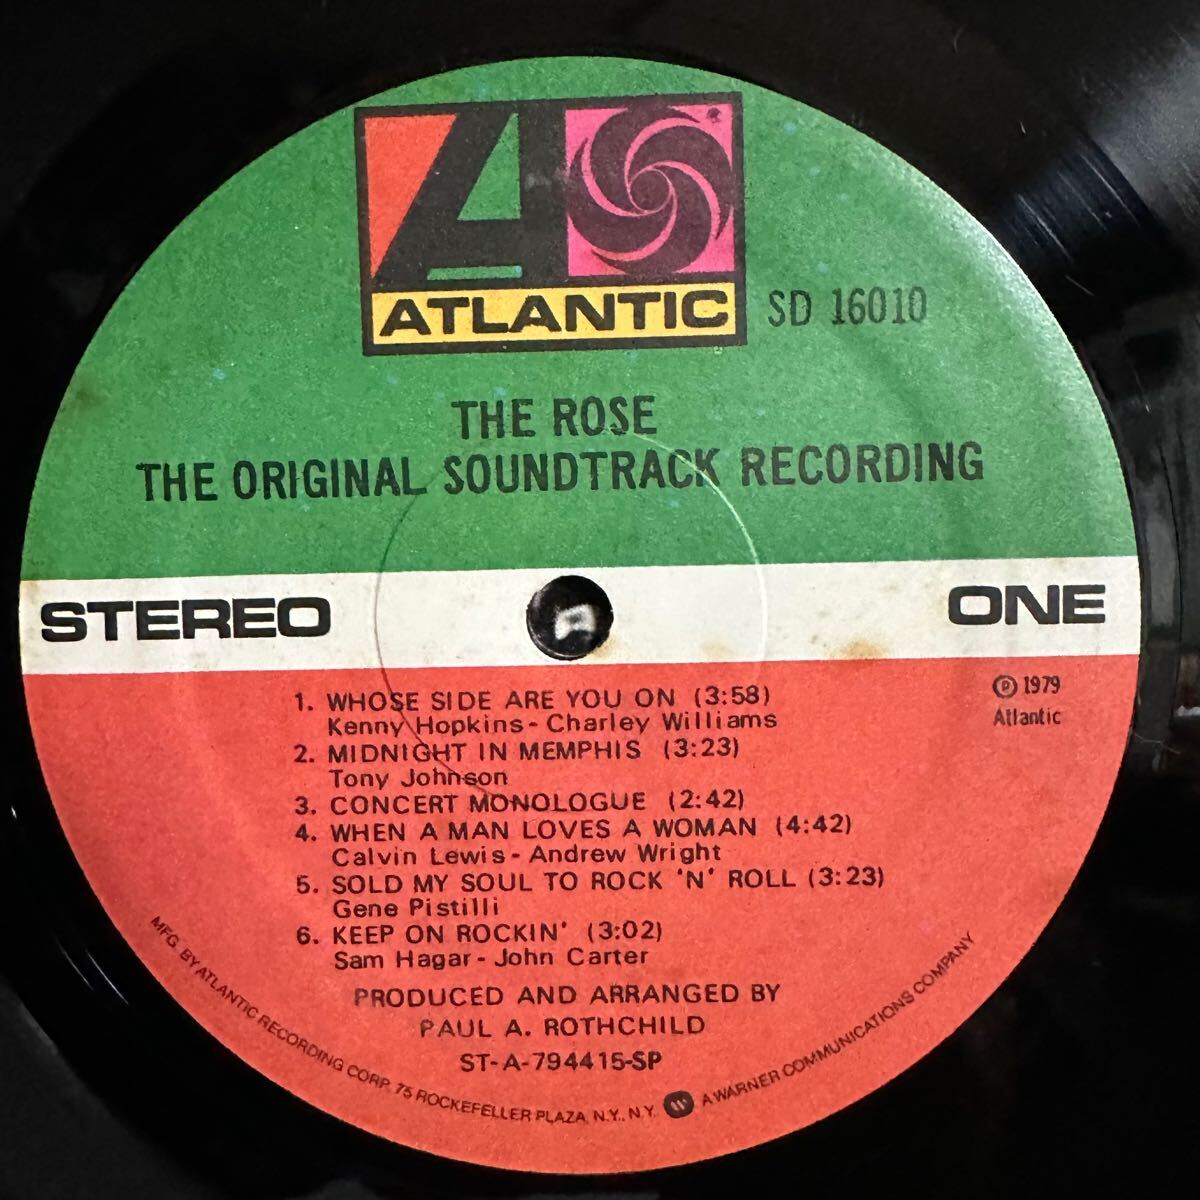 ATLANTIC
SD 16010
THE ROSE
THE ORIGINAL SOUNDTRACK RECORDING
STEREO
ONE
Ⓟ 1979
Atlantic
1. WHOSE SIDE ARE YOU ON (3:58)
Kenny Hopkins - Charley Williams
2. MIDNIGHT IN MEMPHIS (3:23)
Tony Johnson
3. CONCERT MONOLOGUE (2:42)
4. WHEN A MAN LOVES A WOMAN (4:42)
Calvin Lewis - Andrew Wright
5. SOLD MY SOUL TO ROCK 'N' ROLL (3:23)
Gene Pistilli
6. KEEP ON ROCKIN' (3:02)
Sam Hagar - John Carter
PRODUCED AND ARRANGED BY
PAUL A. ROTHCHILD
ST-A-794415-SP
MFG. BY ATLANTIC RECORDING CORP. 75 ROCKEFELLER PLAZA, N.Y., N.Y. A WARNER COMMUNICATIONS COMPANY